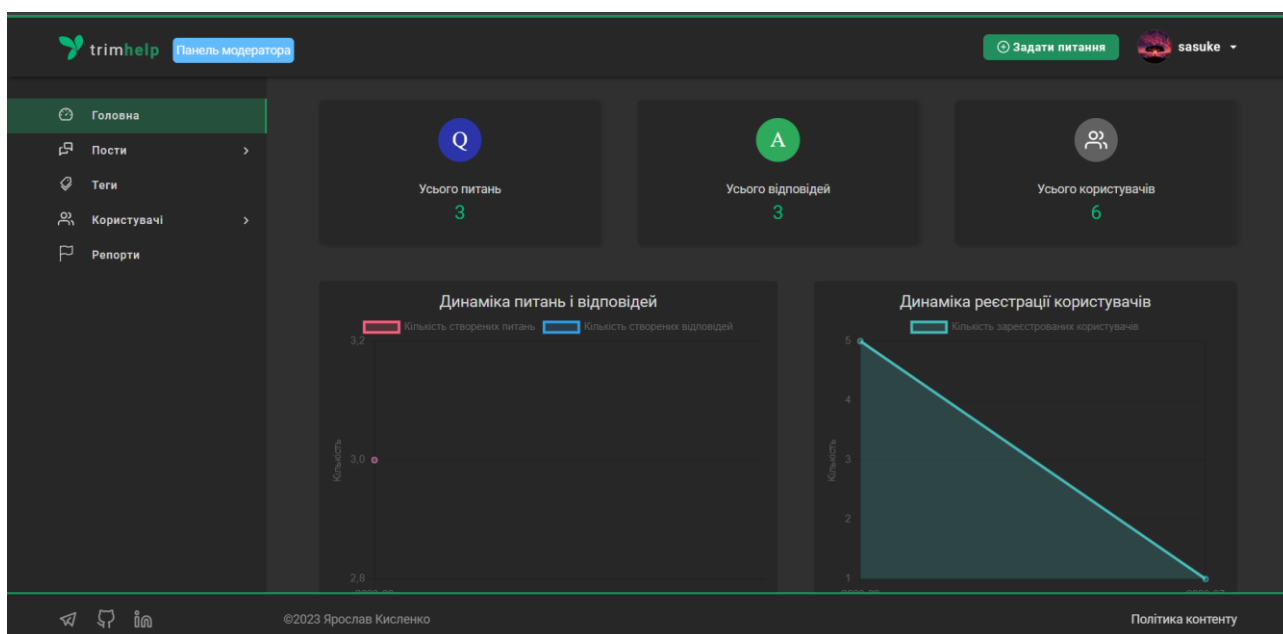 trimhelp Панель модератора
Задати питання
sasuke
Головна
Пости
Теги
Користувачі
Репорти
Q
Усього питань
3
A
Усього відповідей
3
Усього користувачів
6
Динаміка питань і відповідей
Кількість створених питань Кількість створених відповідей
3,2
Кількість
3,0
2,8
Динаміка реєстрації користувачів
Кількість зареєстрованих користувачів
5
4
Кількість
3
2
1
in
©2023 Ярослав Кисленко
Політика контенту